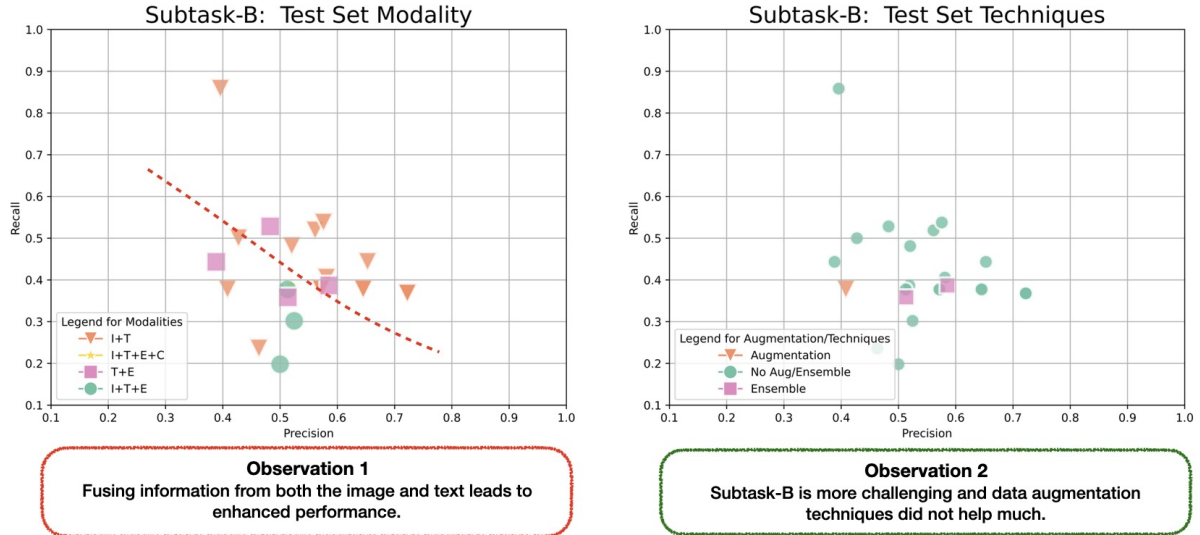 Subtask-B: Test Set Modality
1.0
0.9
0.8
0.7
0.6
0.5
0.4
0.3
0.2
0.1
Recall
Legend for Modalities
I+T
I+T+E+C
T+E
I+T+E
0.1 0.2 0.3 0.4 0.5 0.6 0.7 0.8 0.9 1.0
Precision
Observation 1
Fusing information from both the image and text leads to
enhanced performance.
Subtask-B: Test Set Techniques
1.0
0.9
0.8
0.7
0.6
0.5
0.4
0.3
0.2
0.1
Recall
Legend for Augmentation/Techniques
Augmentation
No Aug/Ensemble
Ensemble
0.1 0.2 0.3 0.4 0.5 0.6 0.7 0.8 0.9 1.0
Precision
Observation 2
Subtask-B is more challenging and data augmentation
techniques did not help much.